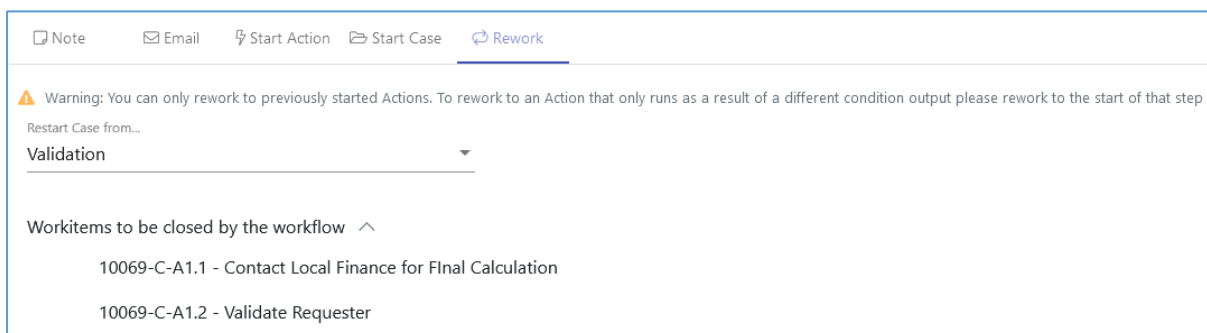 Note Email Start Action Start Case Rework
Warning: You can only rework to previously started Actions. To rework to an Action that only runs as a result of a different condition output please rework to the start of that step
Restart Case from...
Validation
Workitems to be closed by the workflow
10069-C-A1.1 - Contact Local Finance for FInal Calculation
10069-C-A1.2 - Validate Requester